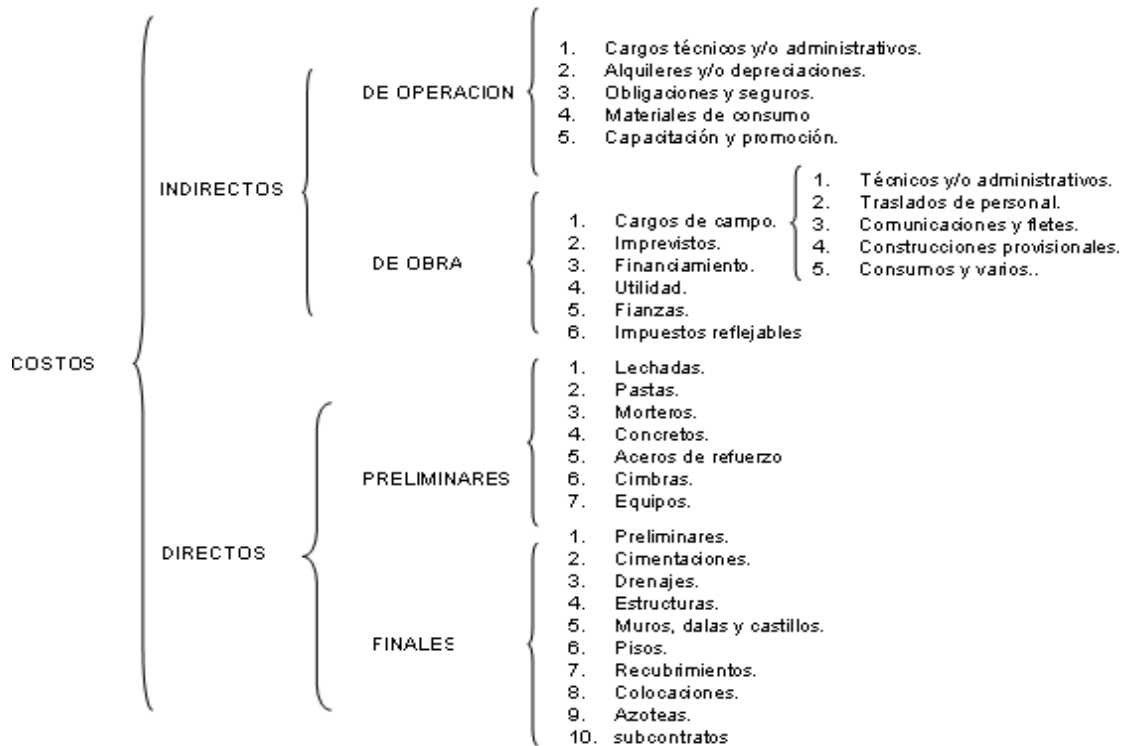 COSTOS
INDIRECTOS
DE OPERACION
1. Cargos técnicos y/o administrativos.
2. Alquileres y/o depreciaciones.
3. Obligaciones y seguros.
4. Materiales de consumo
5. Capacitación y promoción.
DE OBRA
1. Cargos de campo.
2. Imprevistos.
3. Financiamiento.
4. Utilidad.
5. Fianzas.
6. Impuestos reflejables
1. Técnicos y/o administrativos.
2. Traslados de personal.
3. Comunicaciones y fletes.
4. Construcciones provisionales.
5. Consumos y varios..
DIRECTOS
PRELIMINARES
1. Lechadas.
2. Pastas.
3. Morteros.
4. Concretos.
5. Aceros de refuerzo
6. Cimbras.
7. Equipos.
FINALES
1. Preliminares.
2. Cimentaciones.
3. Drenajes.
4. Estructuras.
5. Muros, dalas y castillos.
6. Pisos.
7. Recubrimientos.
8. Colocaciones.
9. Azoteas.
10. subcontratos